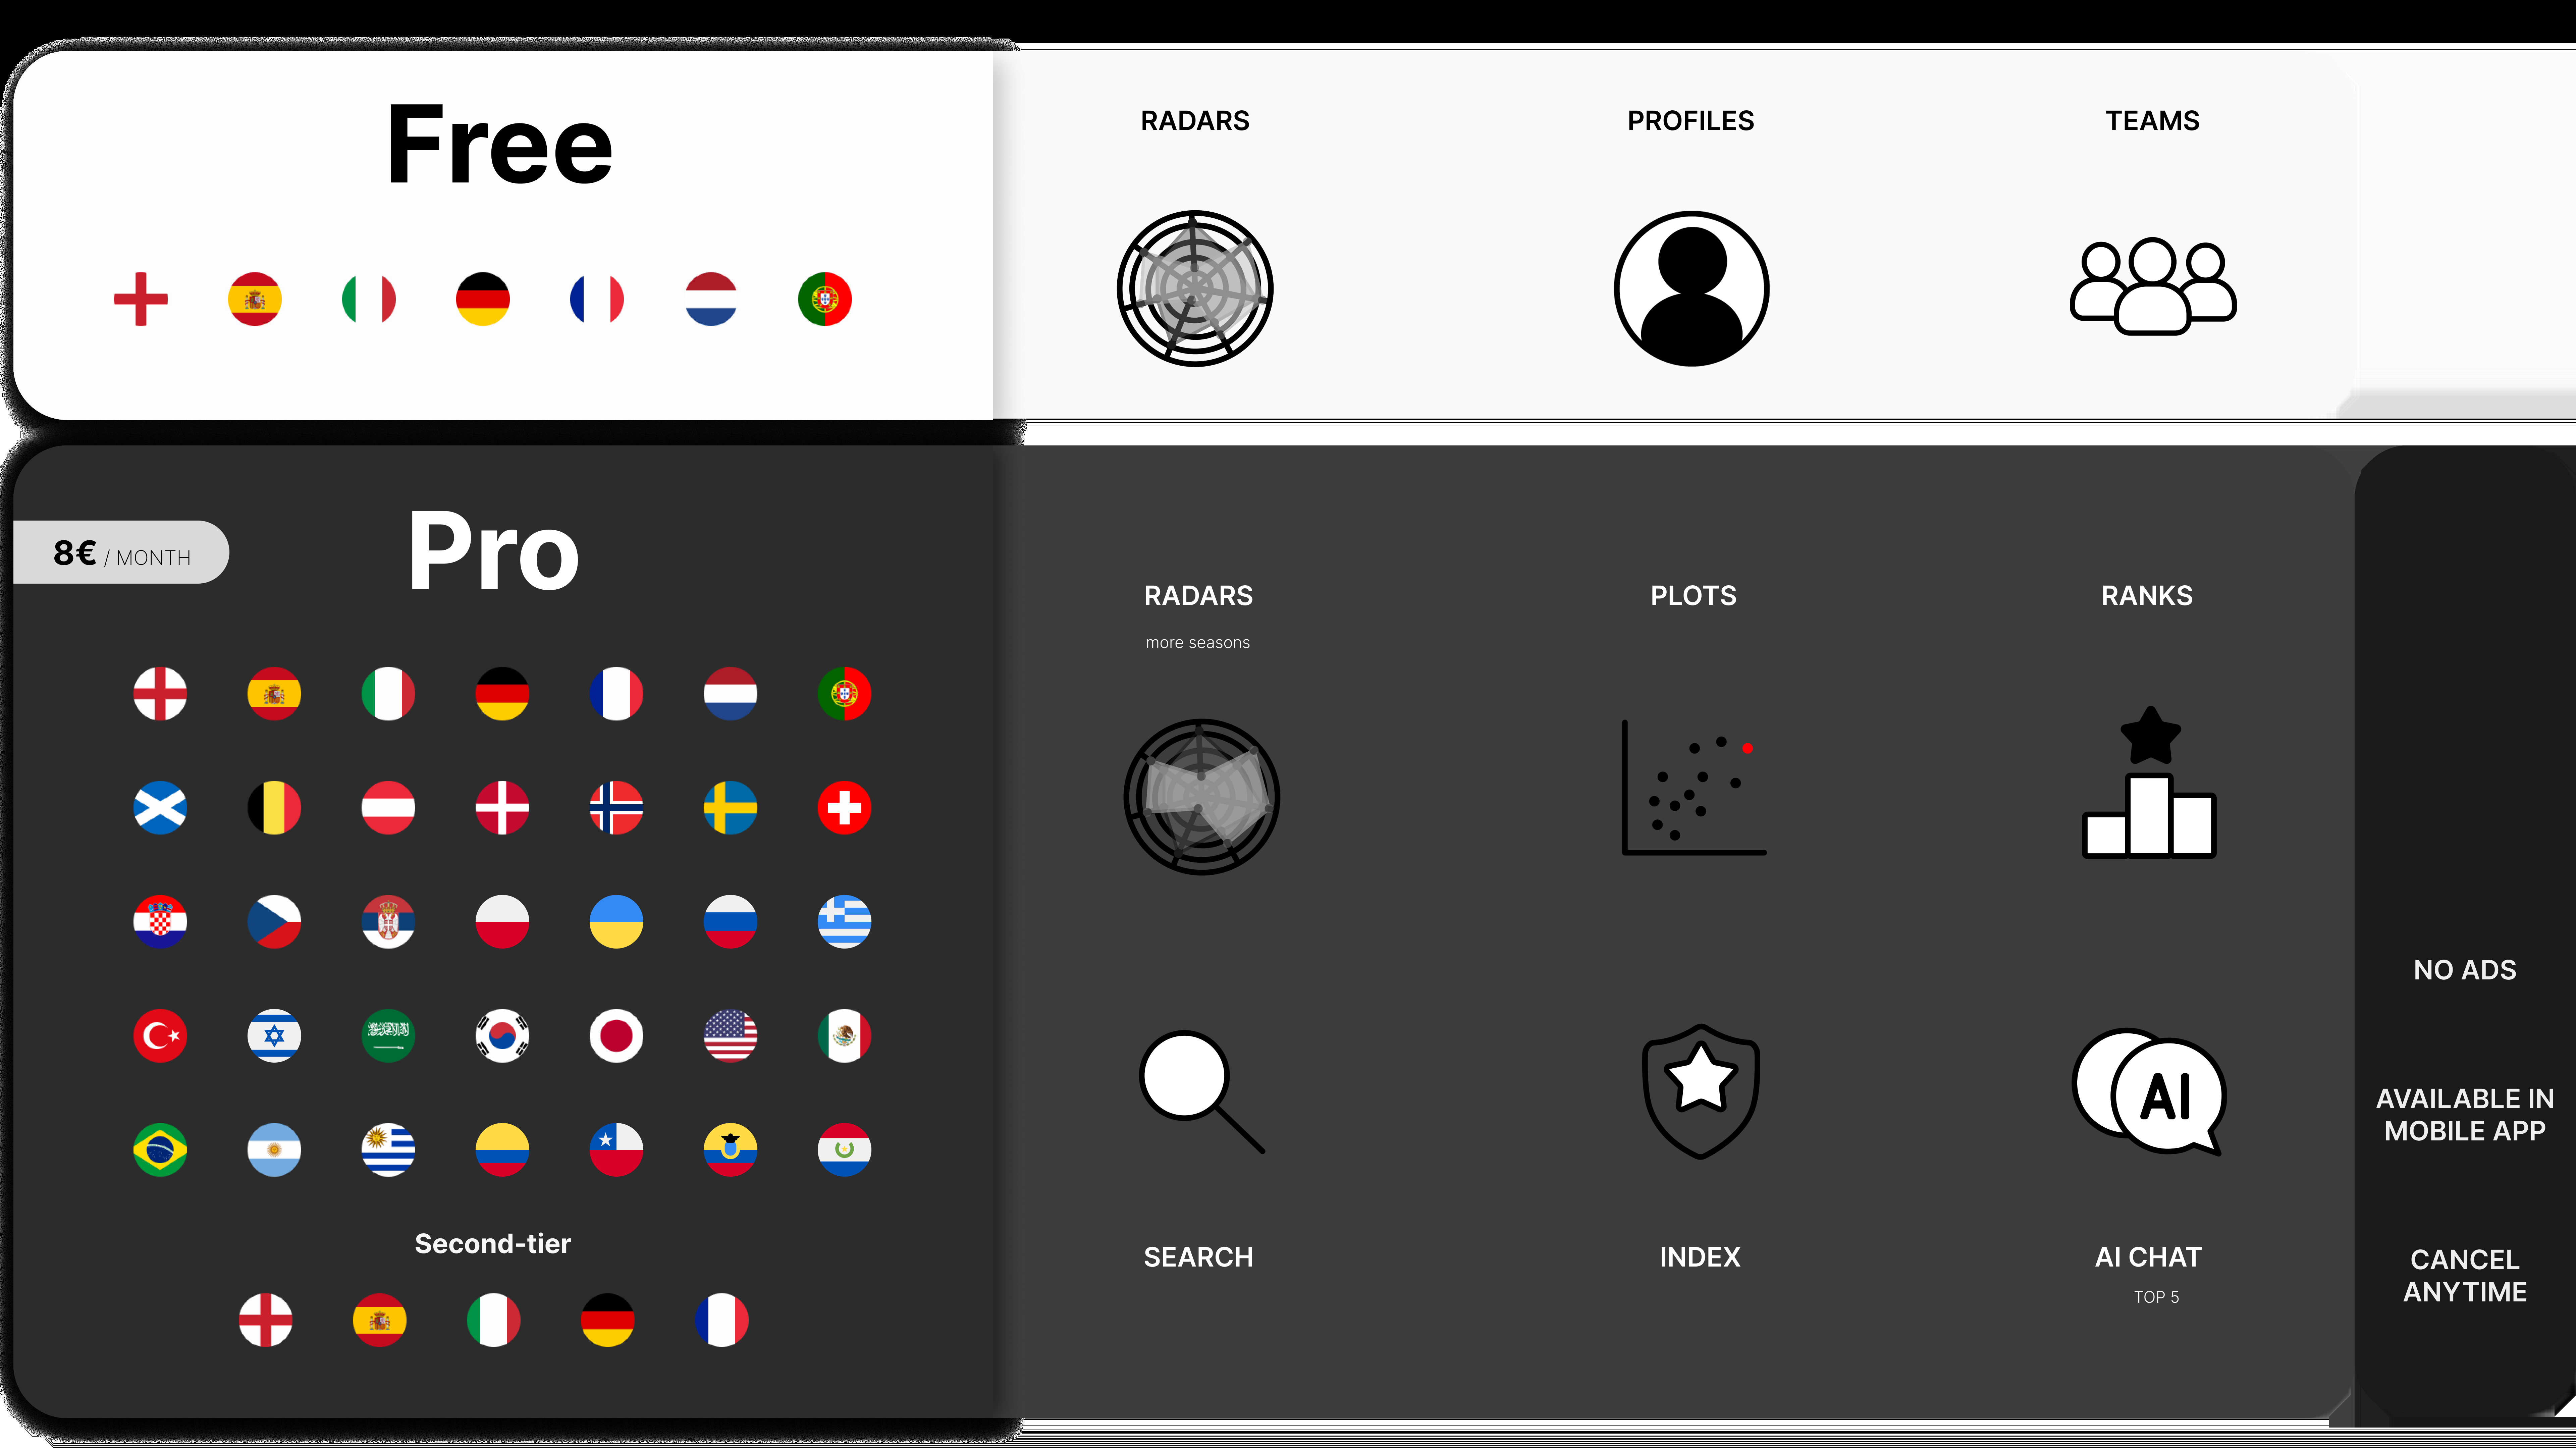 Free
RADARS
PROFILES
TEAMS
8€ / MONTH
Pro
RADARS
more seasons
PLOTS
RANKS
Second-tier
SEARCH
INDEX
AI
AI CHAT
TOP 5
NO ADS
AVAILABLE IN
MOBILE APP
CANCEL
ANYTIME